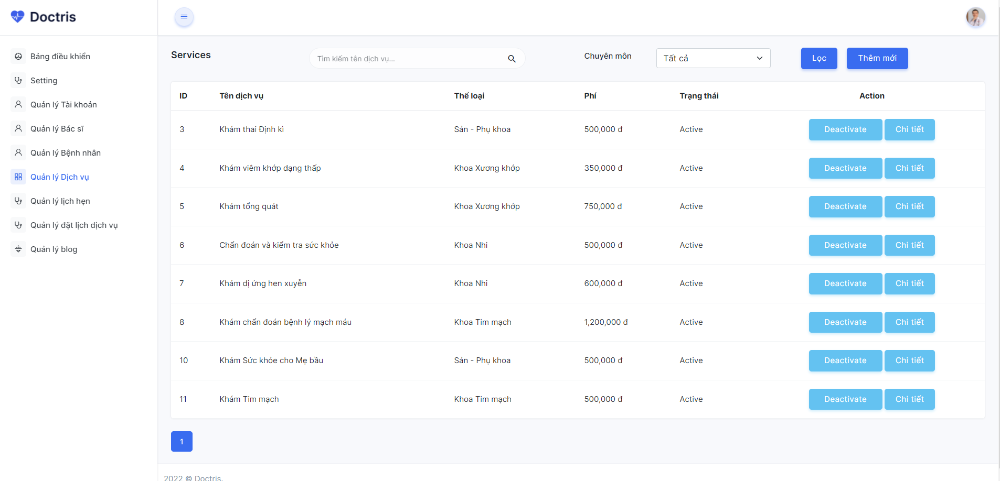 Doctris
Bảng điều khiển
Setting
Quản lý Tài khoản
Quản lý Bác sĩ
Quản lý Bệnh nhân
Quản lý Dịch vụ
Quản lý lịch hẹn
Quản lý đặt lịch dịch vụ
Quản lý blog
Services Tìm kiếm tên dịch vụ... Chuyên môn Tất cả Lọc Thêm mới
ID Tên dịch vụ Thể loại Phí Trạng thái Action
3 Khám thai Định kì Sản - Phụ khoa 500,000 đ Active Deactivate Chi tiết
4 Khám viêm khớp dạng thấp Khoa Xương khớp 350,000 đ Active Deactivate Chi tiết
5 Khám tổng quát Khoa Xương khớp 750,000 đ Active Deactivate Chi tiết
6 Chẩn đoán và kiểm tra sức khỏe Khoa Nhi 500,000 đ Active Deactivate Chi tiết
7 Khám dị ứng hen xuyễn Khoa Nhi 600,000 đ Active Deactivate Chi tiết
8 Khám chẩn đoán bệnh lý mạch máu Khoa Tim mạch 1,200,000 đ Active Deactivate Chi tiết
10 Khám Sức khỏe cho Mẹ bầu Sản - Phụ khoa 500,000 đ Active Deactivate Chi tiết
11 Khám Tim mạch Khoa Tim mạch 500,000 đ Active Deactivate Chi tiết
1
2022 © Doctris.